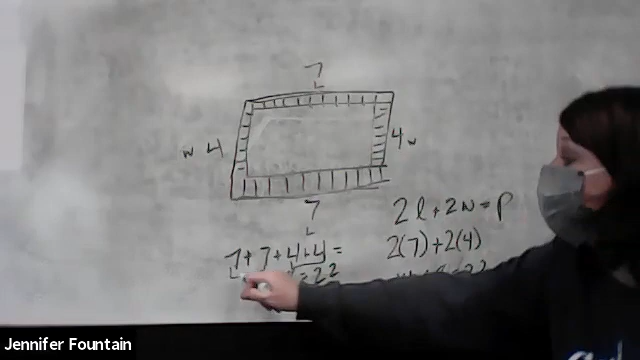 7
L
w 4
4 w
7
L
7 + 7 + 4 + 4 =
= 22
2l + 2w = P
2(7) + 2(4)
Jennifer Fountain